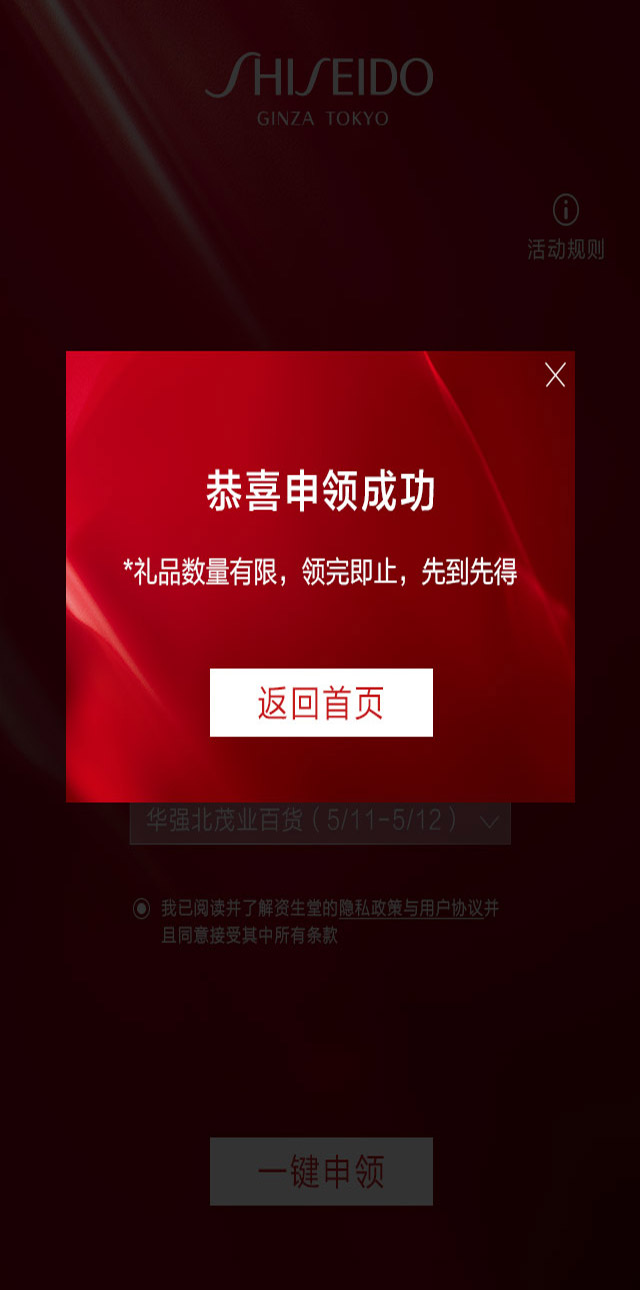 SHISEIDO
GINZA TOKYO
活动规则
恭喜申领成功
*礼品数量有限，领完即止，先到先得
返回首页
华强北茂业百货（5/11-5/12）
我已阅读并了解资生堂的隐私政策与用户协议并
且同意接受其中所有条款
一键申领